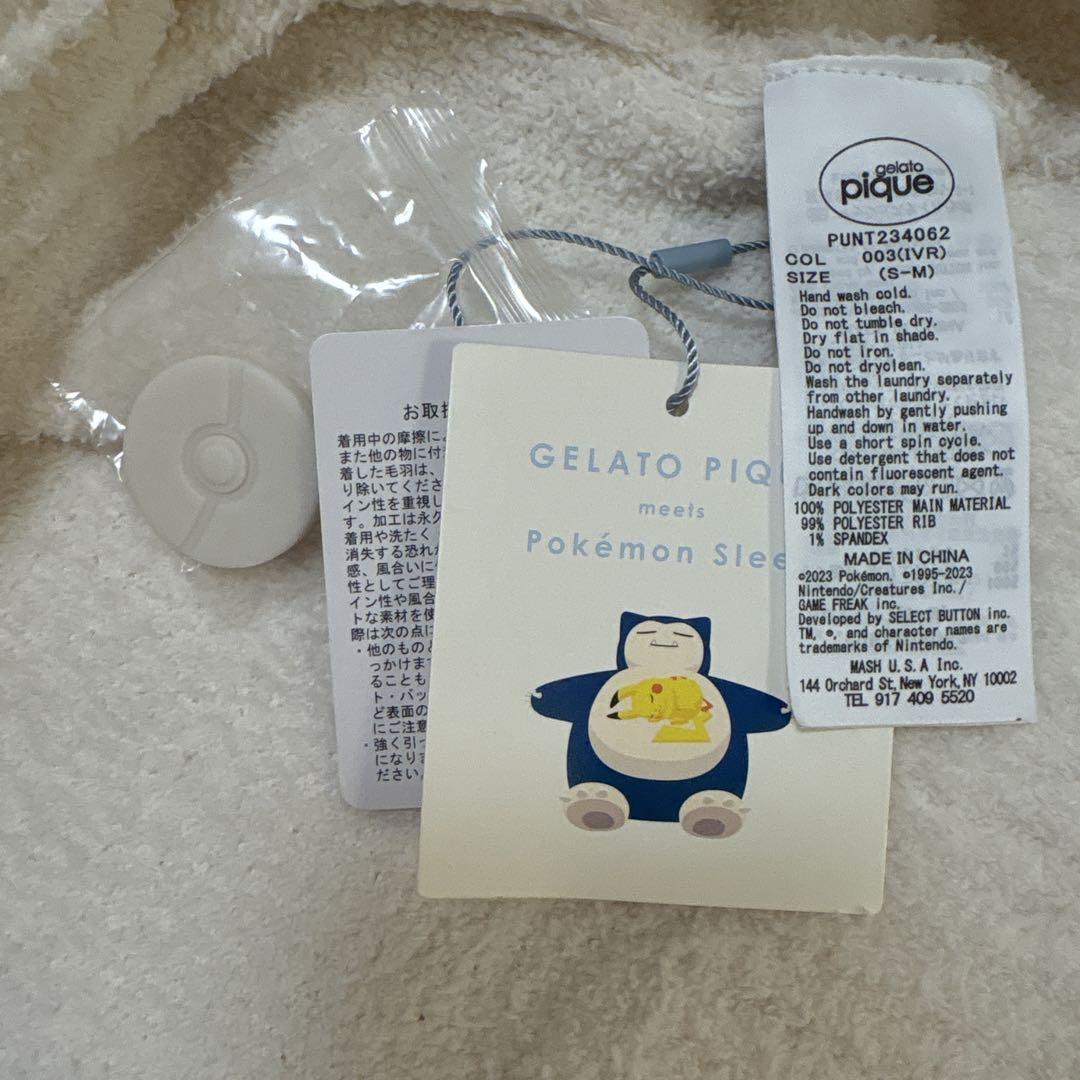 お取扱
着用中の摩擦によ
また他の物に付
着した毛羽は、
り除いてくださ
イン性を重視し
す。加工は永久
着用や洗たく
消失する恐れ
感、風合いに
性としてご理
イン性や風合
トな素材を使
際は次の点に
・他のものと
っかけます
ることも
ト・バッ
ど表面の
にご注意
・強く引っ
になりま
ださい。
GELATO PIQU
meets
Pokémon Slee
gelato
pique
PUNT234062
COL 003(IVR)
SIZE (S-M)
Hand wash cold.
Do not bleach.
Do not tumble dry.
Dry flat in shade.
Do not iron.
Do not dryclean.
Wash the laundry separately
from other laundry.
Handwash by gently pushing
up and down in water.
Use a short spin cycle.
Use detergent that does not
contain fluorescent agent.
Dark colors may run.
100% POLYESTER MAIN MATERIAL
99% POLYESTER RIB
1% SPANDEX
MADE IN CHINA
©2023 Pokémon. ©1995-2023
Nintendo/Creatures Inc./
GAME FREAK inc.
Developed by SELECT BUTTON inc.
TM, ®, and character names are
trademarks of Nintendo.
MASH U.S.A Inc.
144 Orchard St, New York, NY 10002
TEL 917 409 5520